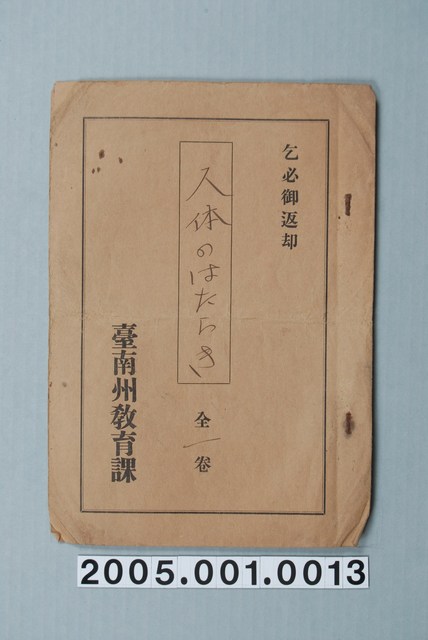 乞必御返却
人体のはたらき
全一卷
臺南州教育課
2005.001.0013